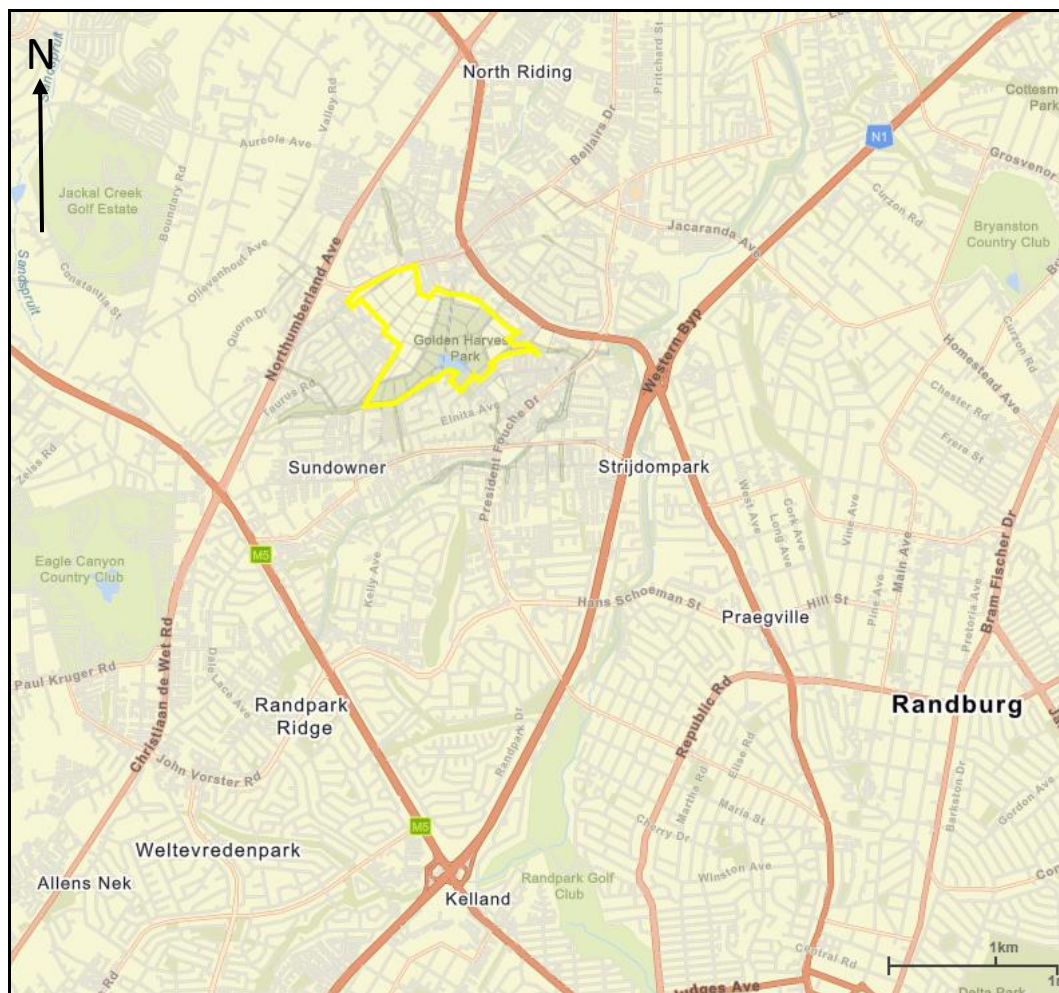 N
North Riding
Pritchard St
Cottesm
Park
Sandspruit
Valley Rd
Aureole Ave
Bellairs Dr
N1
Grosvenor
Jackal Creek
Golf Estate
Boundary Rd
Curzon Rd
Bryanston
Country Club
Jacaranda Ave
Sandspruit
Constantia St
Olievenhout Ave
Northumberland Ave
Quorn Dr
Western Byp
Curzon Rd
Golden Harves
Park
Homestead Ave
Taurus Rd
Elnita Ave
President Fouche Dr
Chester Rd
Frere St
Zeiss Rd
Sundowner
Strijdompark
West Ave
Cork Ave
Long Ave
Vine Ave
Main Ave
Bram Fischer Dr
M5
Eagle Canyon
Country Club
Kelly Ave
Hans Schoeman St
Praegville
Hill St
Pine Ave
Pretoria Ave
Paul Kruger Rd
Christiaan de Wet Rd
Dale Lace Ave
Randpark
Ridge
Republic Rd
Randburg
John Vorster Rd
Randpark Dr
Elise Rd
Martha Rd
Maria St
Cherry Dr
Barkston Dr
Gordon Ave
M5
Weltevredenpark
Winston Ave
Allens Nek
Kelland
Randpark Golf
Club
Central Rd
1km
Judges Ave
Delta Park